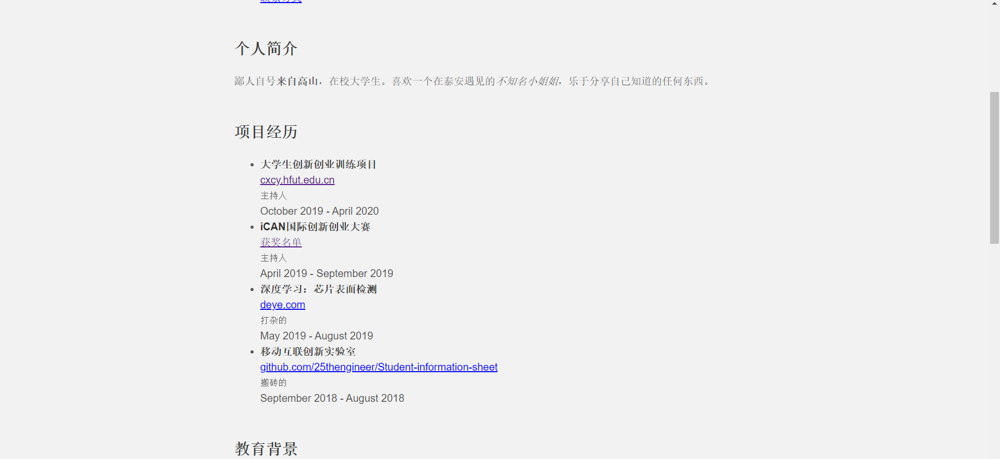 个人简介
鄙人自号来自高山，在校大学生。喜欢一个在泰安遇见的不知名小姐姐，乐于分享自己知道的任何东西。
项目经历
大学生创新创业训练项目
cxcy.hfut.edu.cn
主持人
October 2019 - April 2020
iCAN国际创新创业大赛
获奖名单
主持人
April 2019 - September 2019
深度学习：芯片表面检测
deye.com
打杂的
May 2019 - August 2019
移动互联创新实验室
github.com/25thengineer/Student-information-sheet
搬砖的
September 2018 - August 2018
教育背景